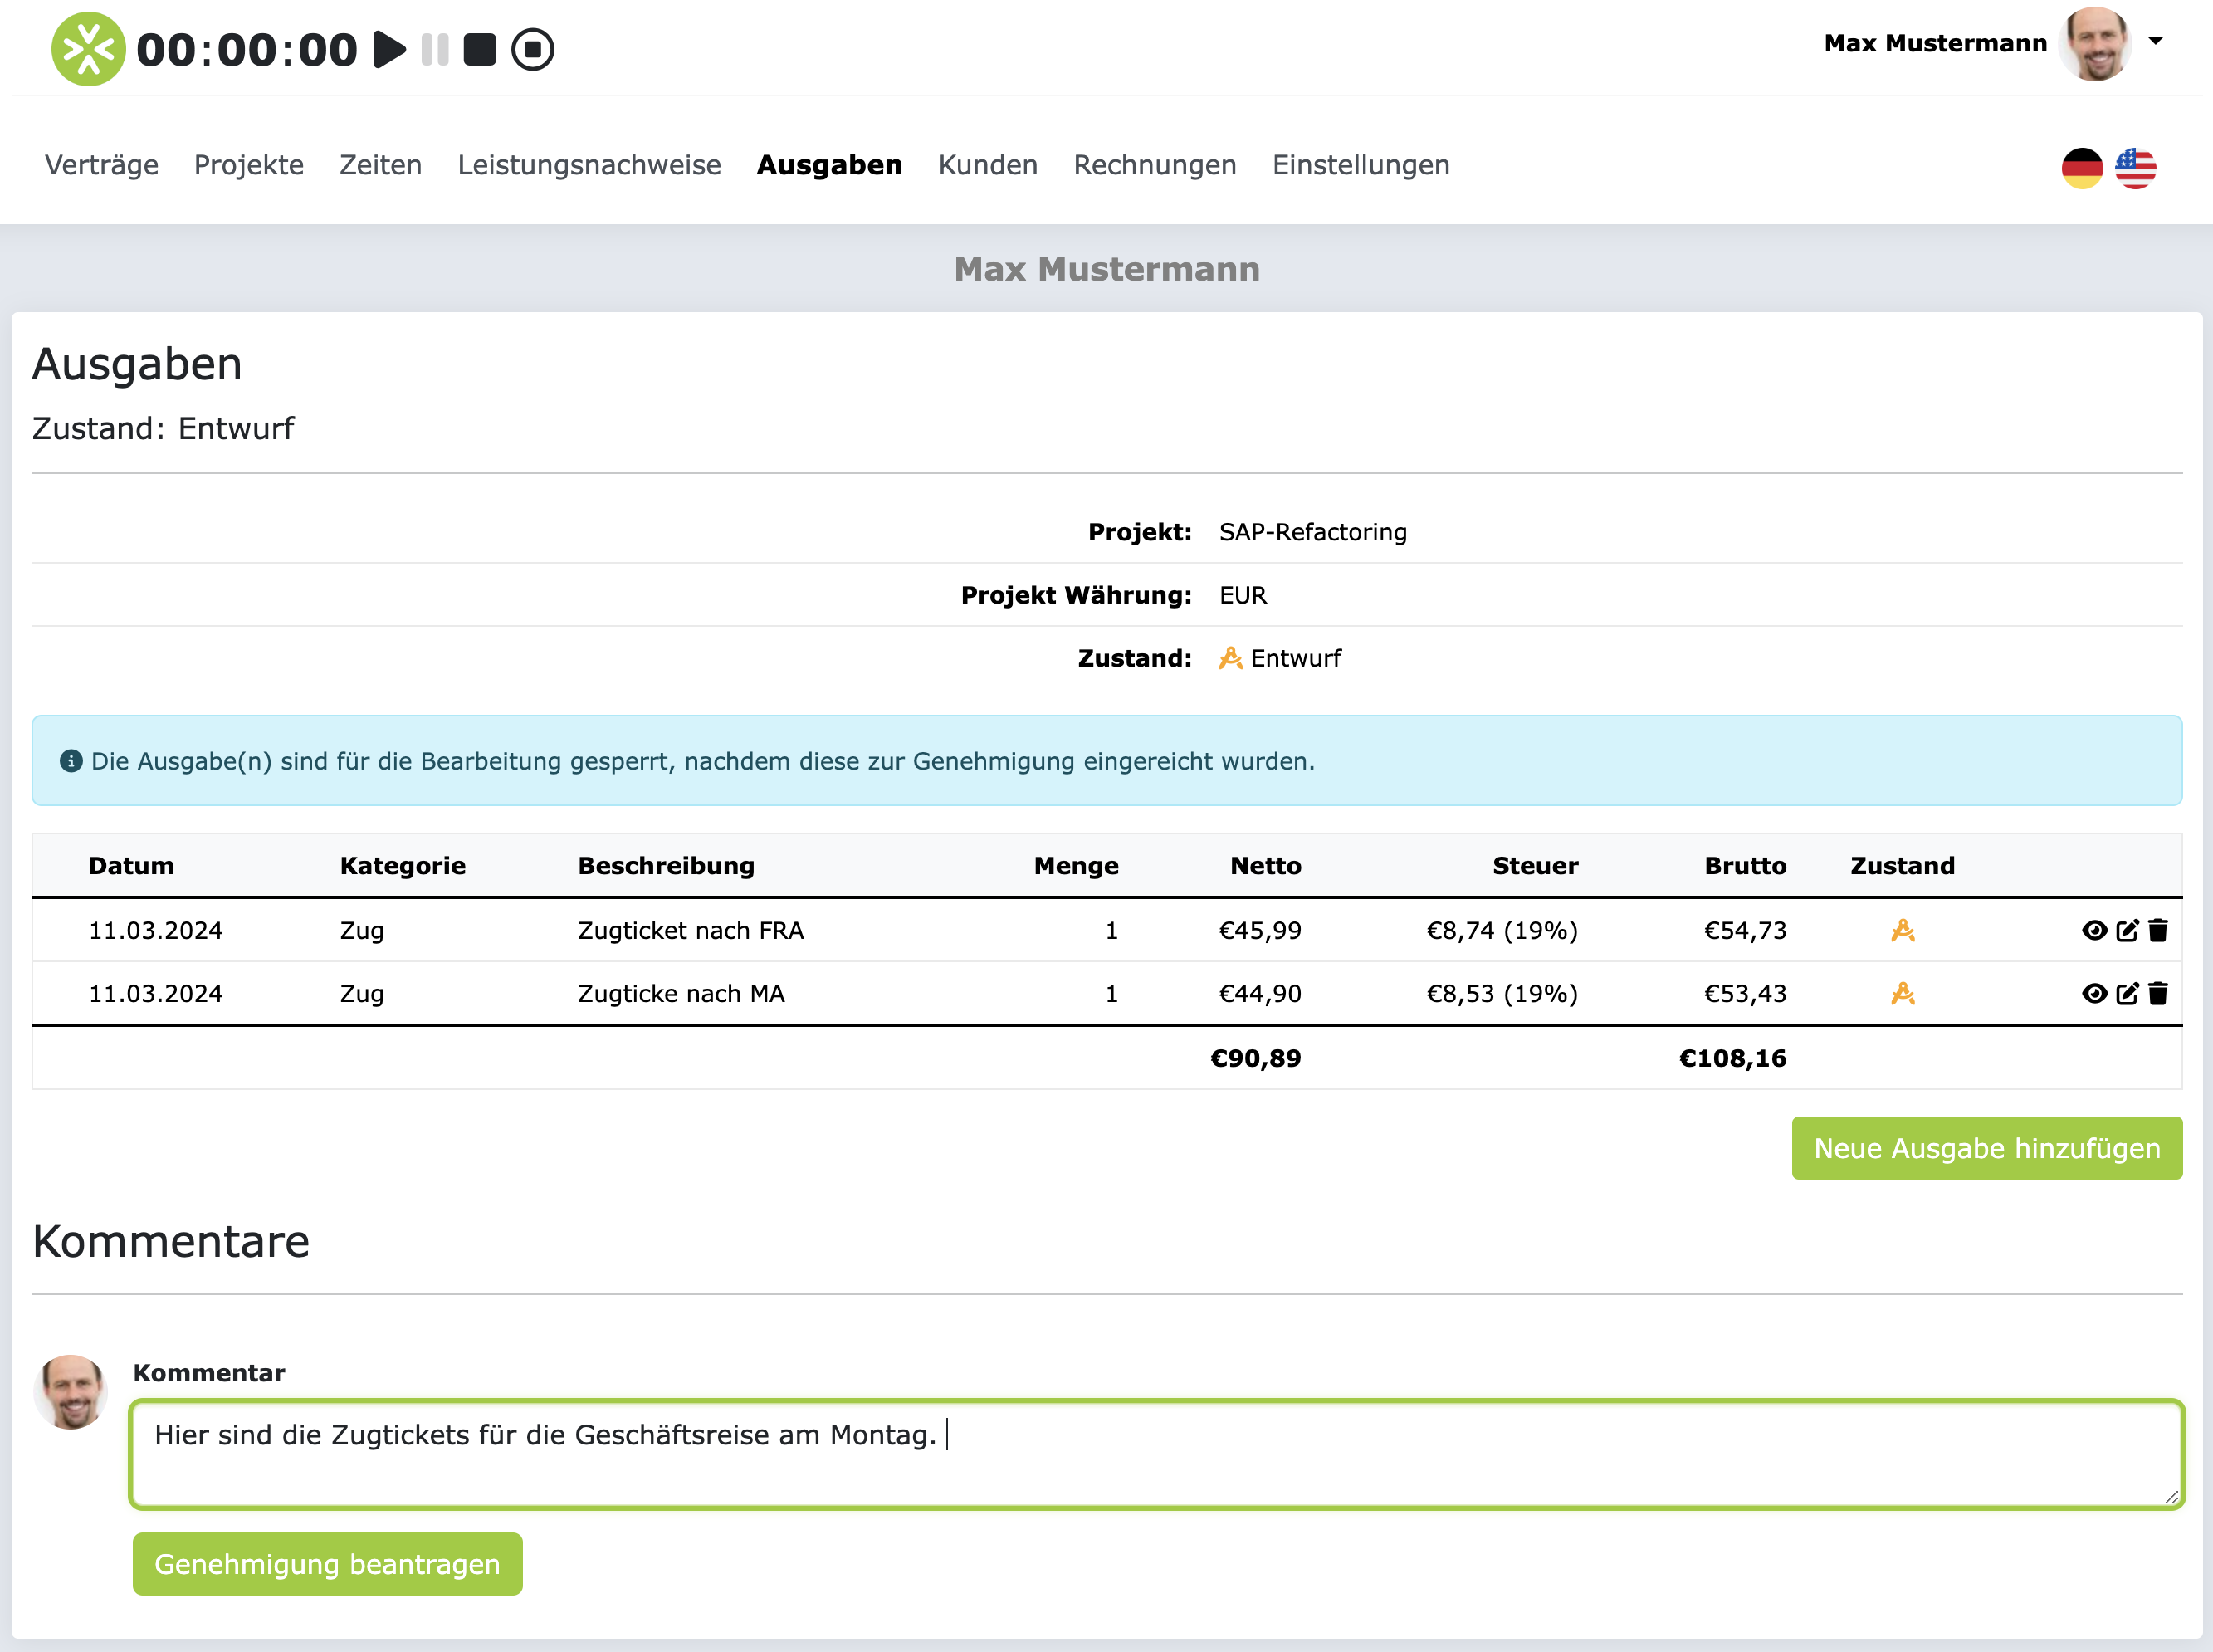 00:00:00
Max Mustermann
Verträge Projekte Zeiten Leistungsnachweise Ausgaben Kunden Rechnungen Einstellungen
Max Mustermann
Ausgaben
Zustand: Entwurf
Projekt: SAP-Refactoring
Projekt Währung: EUR
Zustand: Entwurf
Die Ausgabe(n) sind für die Bearbeitung gesperrt, nachdem diese zur Genehmigung eingereicht wurden.
Datum Kategorie Beschreibung Menge Netto Steuer Brutto Zustand
11.03.2024 Zug Zugticket nach FRA 1 €45,99 €8,74 (19%) €54,73
11.03.2024 Zug Zugticke nach MA 1 €44,90 €8,53 (19%) €53,43
€90,89 €108,16
Neue Ausgabe hinzufügen
Kommentare
Kommentar
Hier sind die Zugtickets für die Geschäftsreise am Montag.
Genehmigung beantragen